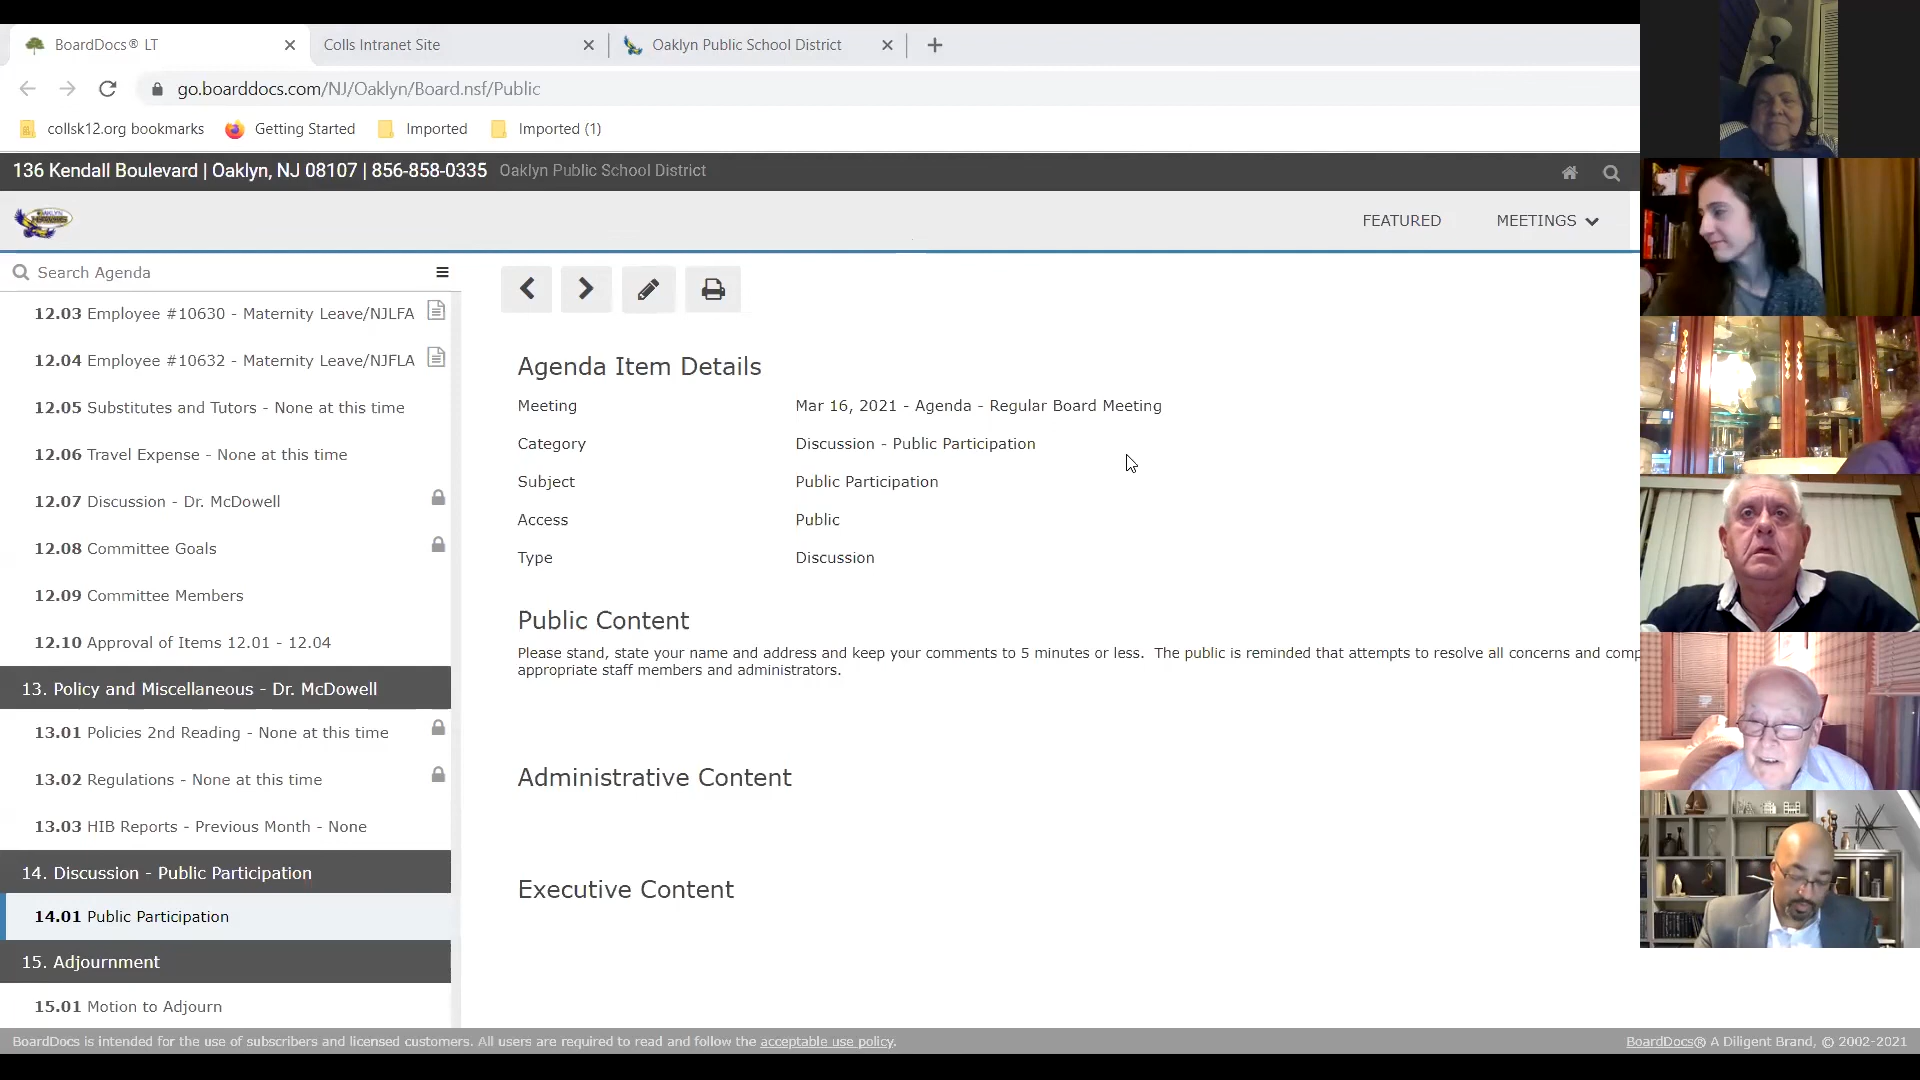 BoardDocs® LT
Colls Intranet Site
Oaklyn Public School District
go.boarddocs.com/NJ/Oaklyn/Board.nsf/Public
collsk12.org bookmarks
Getting Started
Imported
Imported (1)
136 Kendall Boulevard | Oaklyn, NJ 08107 | 856-858-0335 Oaklyn Public School District
FEATURED
MEETINGS
Search Agenda
12.03 Employee #10630 - Maternity Leave/NJLFA
12.04 Employee #10632 - Maternity Leave/NJFLA
12.05 Substitutes and Tutors - None at this time
12.06 Travel Expense - None at this time
12.07 Discussion - Dr. McDowell
12.08 Committee Goals
12.09 Committee Members
12.10 Approval of Items 12.01 - 12.04
13. Policy and Miscellaneous - Dr. McDowell
13.01 Policies 2nd Reading - None at this time
13.02 Regulations - None at this time
13.03 HIB Reports - Previous Month - None
14. Discussion - Public Participation
14.01 Public Participation
15. Adjournment
15.01 Motion to Adjourn
Agenda Item Details
Meeting Mar 16, 2021 - Agenda - Regular Board Meeting
Category Discussion - Public Participation
Subject Public Participation
Access Public
Type Discussion
Public Content
Please stand, state your name and address and keep your comments to 5 minutes or less. The public is reminded that attempts to resolve all concerns and comp
appropriate staff members and administrators.
Administrative Content
Executive Content
BoardDocs is intended for the use of subscribers and licensed customers. All users are required to read and follow the acceptable use policy.
BoardDocs® A Diligent Brand, © 2002-2021